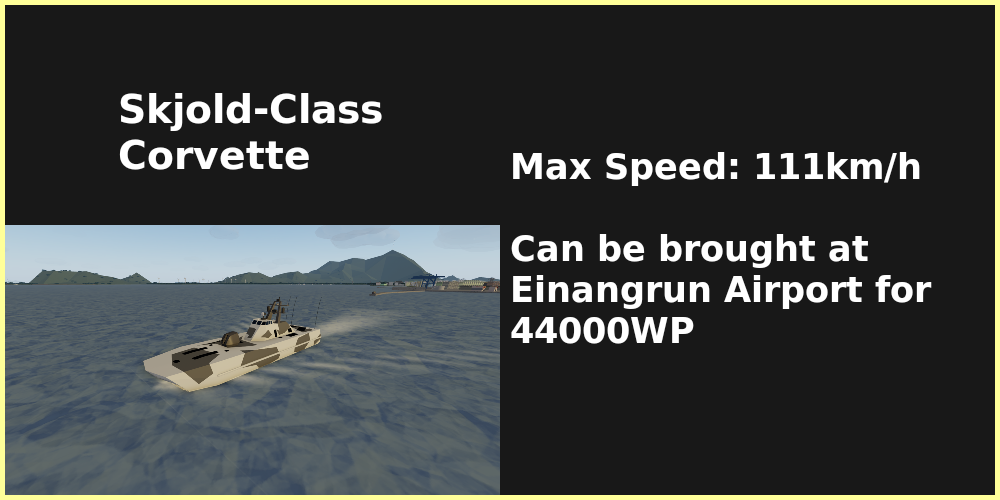 Skjold-Class
Corvette
Max Speed: 111km/h
Can be brought at
Einangrun Airport for
44000WP